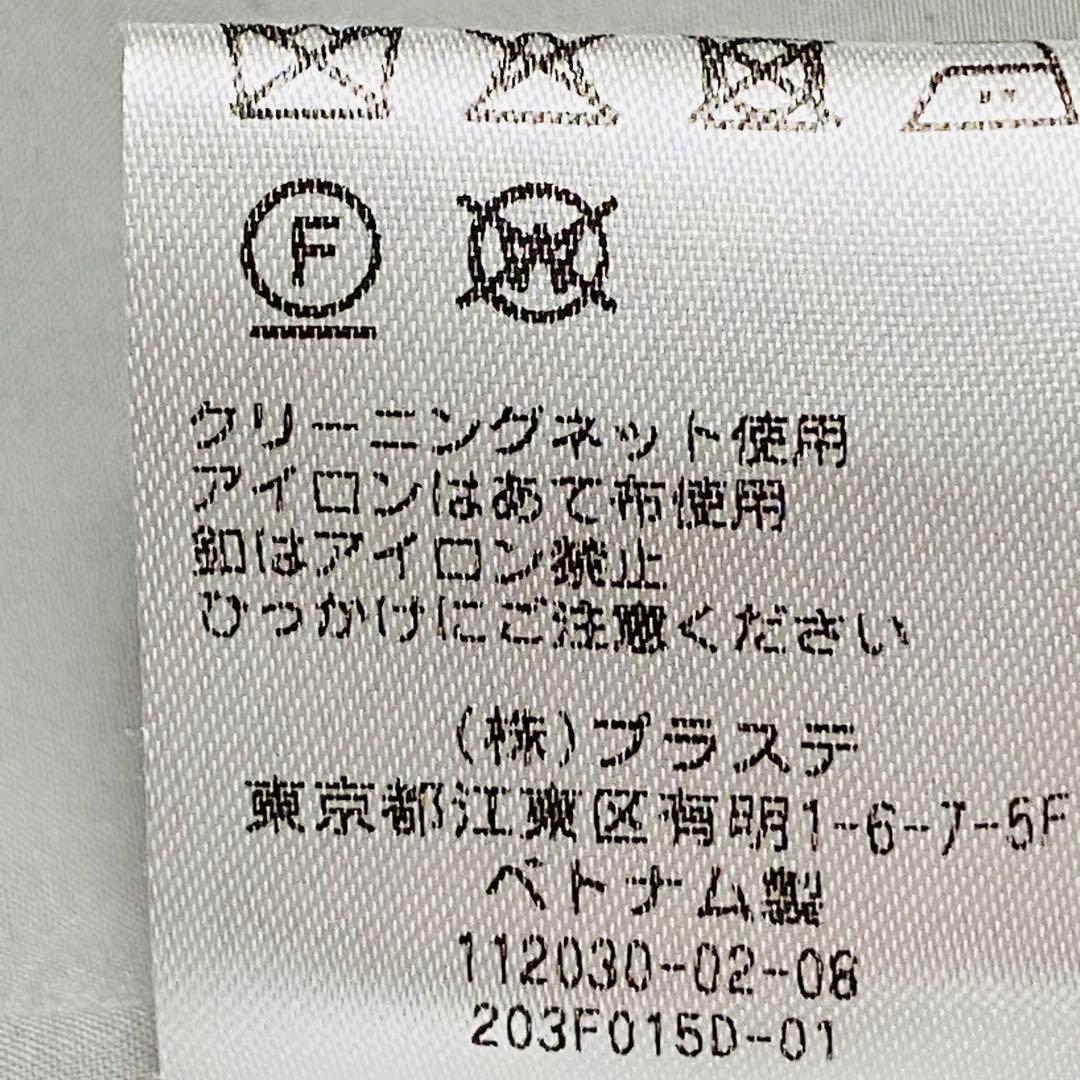 F
W
クリーニングネット使用
アイロンはあて布使用
釦はアイロン禁止
ひっかけにご注意ください
(株)プラステ
東京都江東区有明1-6-7-5F
ベトナム製
112030-02-08
203F015D-01